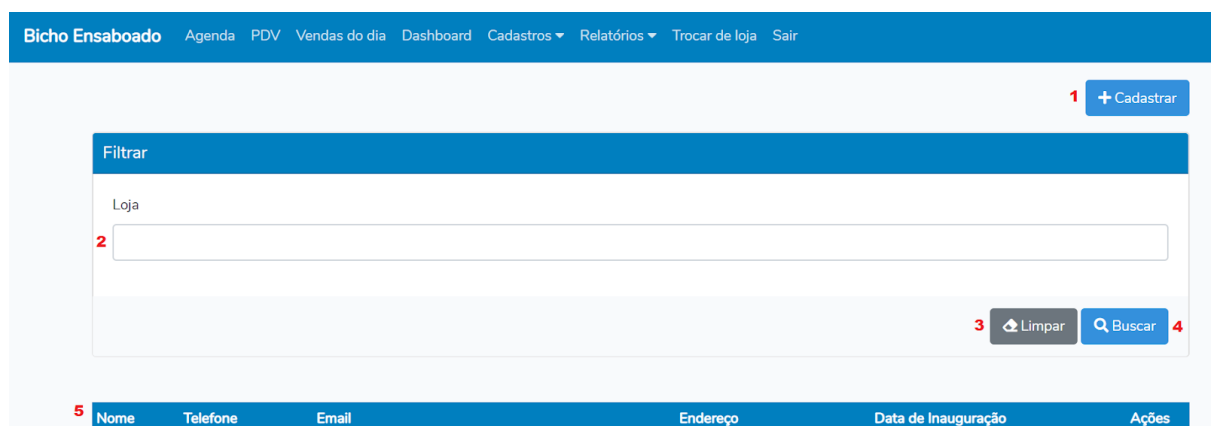 Bicho Ensaboado Agenda PDV Vendas do dia Dashboard Cadastros Relatórios Trocar de loja Sair
1 Cadastrar
Filtrar
Loja
2
3 Limpar Buscar 4
5 Nome Telefone Email Endereço Data de Inauguração Ações